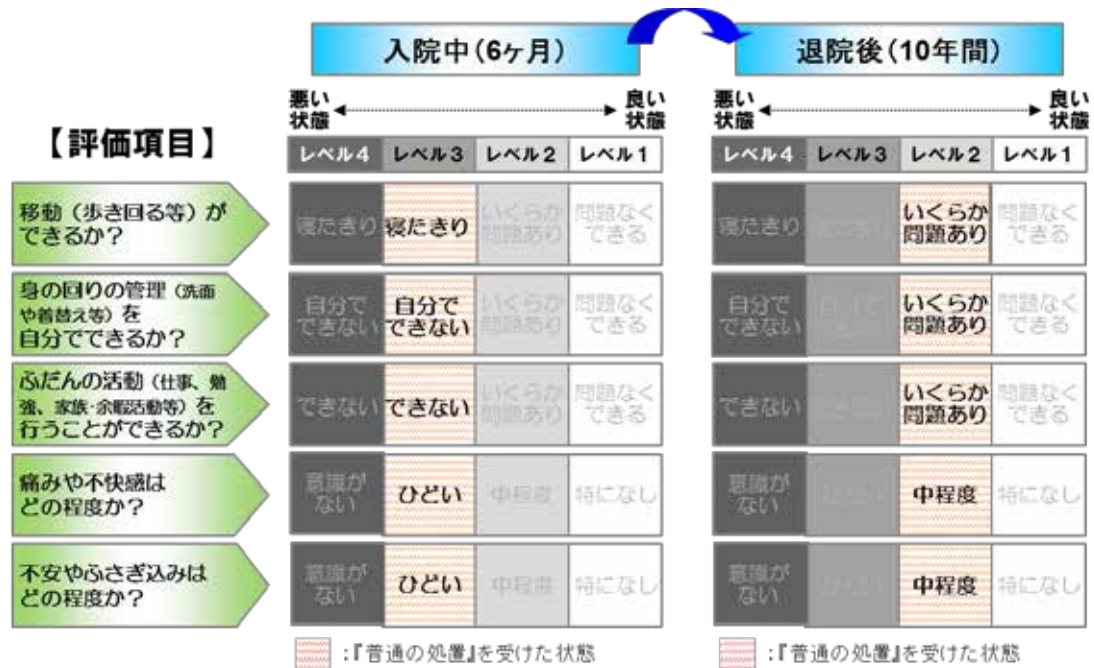 入院中(6ヶ月)
退院後(10年間)
悪い
状態
良い
状態
悪い
状態
良い
状態
【評価項目】
レベル4 レベル3 レベル2 レベル1
レベル4 レベル3 レベル2 レベル1
移動(歩き回る等)が
できるか?
寝たきり
寝たきり
いくらか
問題あり
問題なく
できる
寝たきり
いくらか
問題あり
問題なく
できる
身の回りの管理(洗面
や着替え等)を
自分でできるか?
自分で
できない
自分で
できない
いくらか
問題あり
問題なく
できる
自分で
できない
いくらか
問題あり
問題なく
できる
ふだんの活動(仕事、勉
強、家族・余暇活動等)を
行うことができるか?
できない
できない
いくらか
問題あり
問題なく
できる
できない
いくらか
問題あり
問題なく
できる
痛みや不快感は
どの程度か?
意識が
ない
ひどい
中程度
特になし
意識が
ない
中程度
特になし
不安やふさぎ込みは
どの程度か?
意識が
ない
ひどい
中程度
特になし
意識が
ない
中程度
特になし
:『普通の処置』を受けた状態
:『普通の処置』を受けた状態